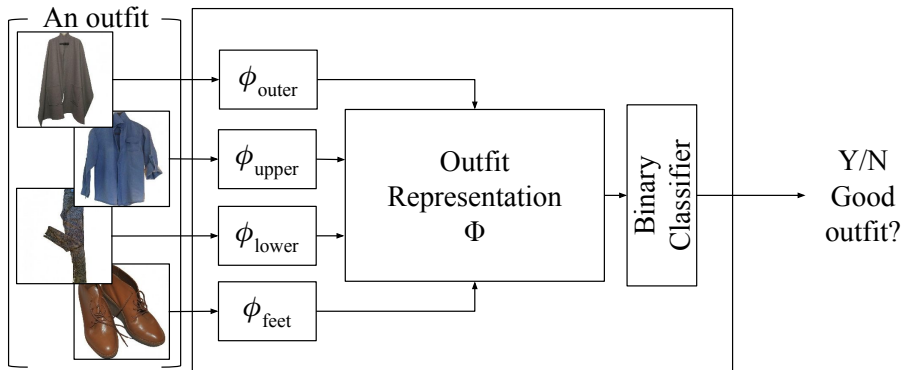 An outfit
ϕouter
ϕupper
ϕlower
ϕfeet
Outfit
Representation
Φ
Binary
Classifier
Y/N
Good
outfit?